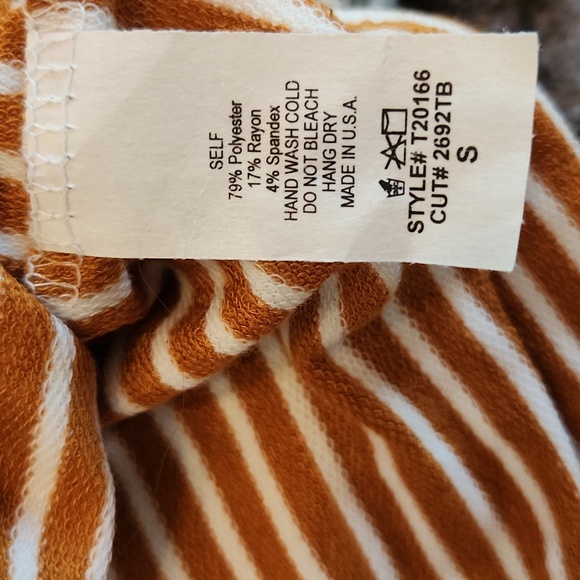 SELF
79% Polyester
17% Rayon
4% Spandex
HAND WASH COLD
DO NOT BLEACH
HANG DRY
MADE IN U.S.A.
STYLE# T20166
CUT# 2692TB
S